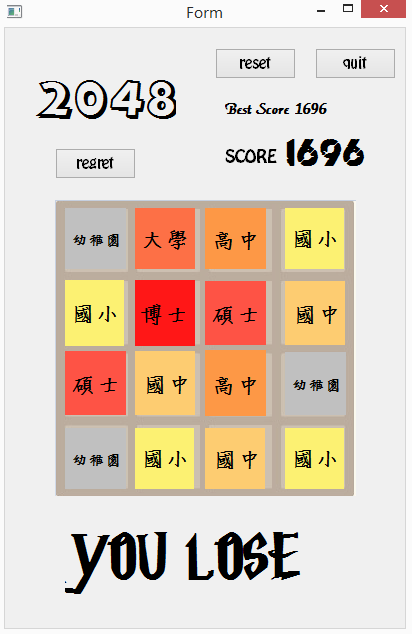 Form
reset quit
2048
Best Score 1696
regret
SCORE 1696
幼稚園 大學 高中 國小
國小 博士 碩士 國中
碩士 國中 高中 幼稚園
幼稚園 國小 國中 國小
YOU LOSE